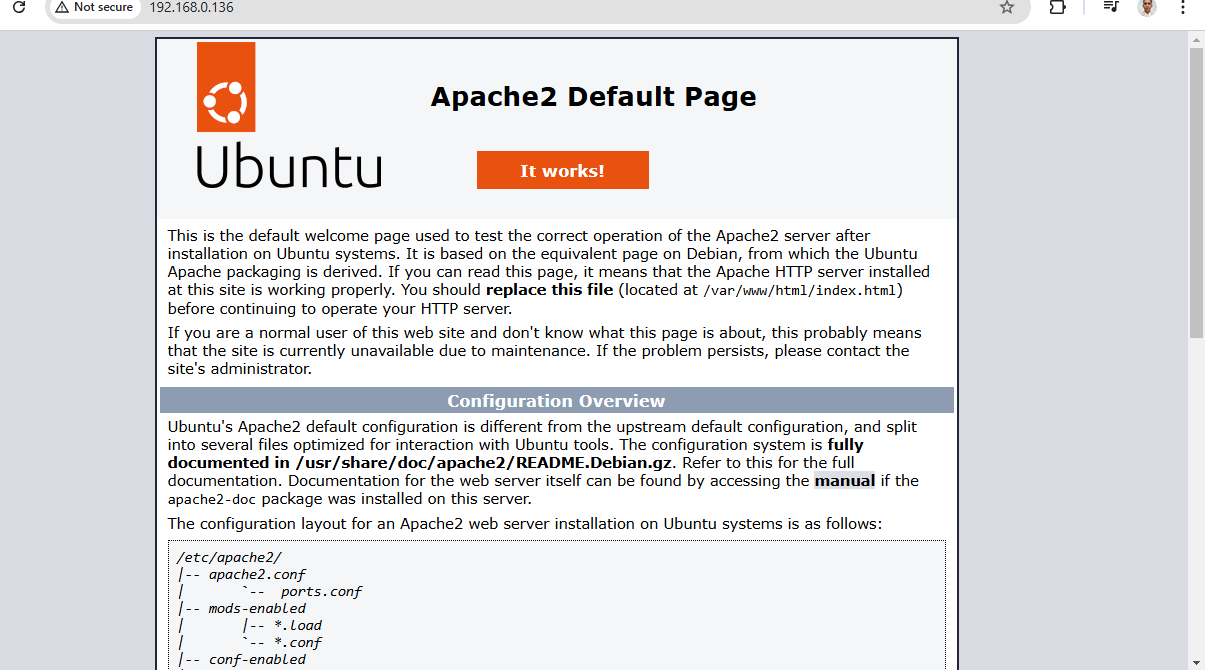 Not secure 192.168.0.136
Apache2 Default Page
Ubuntu
It works!
This is the default welcome page used to test the correct operation of the Apache2 server after
installation on Ubuntu systems. It is based on the equivalent page on Debian, from which the Ubuntu
Apache packaging is derived. If you can read this page, it means that the Apache HTTP server installed
at this site is working properly. You should replace this file (located at /var/www/html/index.html)
before continuing to operate your HTTP server.
If you are a normal user of this web site and don't know what this page is about, this probably means
that the site is currently unavailable due to maintenance. If the problem persists, please contact the
site's administrator.
Configuration Overview
Ubuntu's Apache2 default configuration is different from the upstream default configuration, and split
into several files optimized for interaction with Ubuntu tools. The configuration system is fully
documented in /usr/share/doc/apache2/README.Debian.gz. Refer to this for the full
documentation. Documentation for the web server itself can be found by accessing the manual if the
apache2-doc package was installed on this server.
The configuration layout for an Apache2 web server installation on Ubuntu systems is as follows:
/etc/apache2/
|-- apache2.conf
|       `--  ports.conf
|-- mods-enabled
|       |-- *.load
|       `-- *.conf
|-- conf-enabled